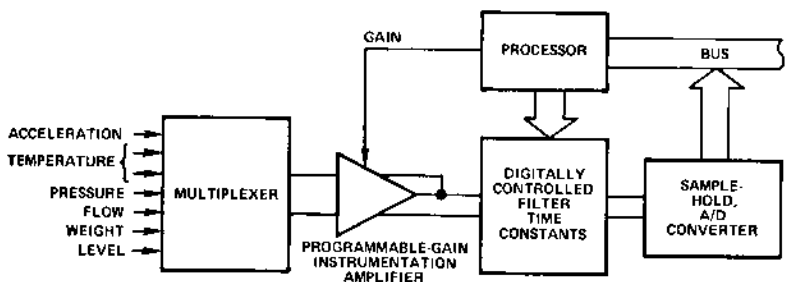 GAIN
PROCESSOR
BUS
ACCELERATION
TEMPERATURE
PRESSURE
FLOW
WEIGHT
LEVEL
MULTIPLEXER
PROGRAMMABLE-GAIN
INSTRUMENTATION
AMPLIFIER
DIGITALLY
CONTROLLED
FILTER
TIME
CONSTANTS
SAMPLE-
HOLD,
A/D
CONVERTER